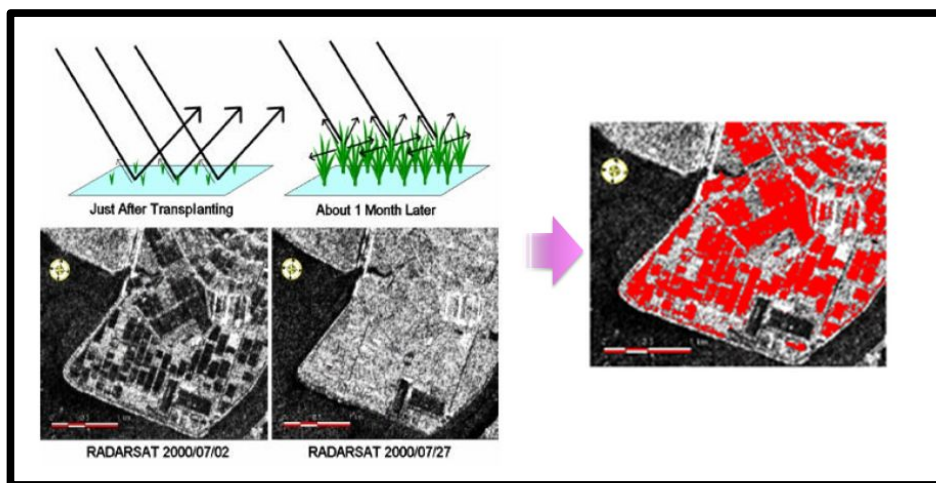 Just After Transplanting
About 1 Month Later
RADARSAT 2000/07/02
RADARSAT 2000/07/27